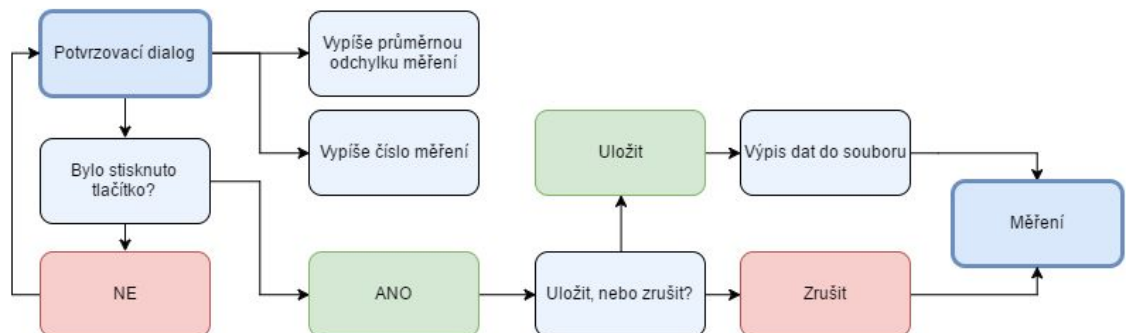 Potvrzovací dialog
Vypíše průměrnou
odchylku měření
Bylo stisknuto
tlačítko?
Vypíše číslo měření
Uložit
Výpis dat do souboru
Měření
NE
ANO
Uložit, nebo zrušit?
Zrušit